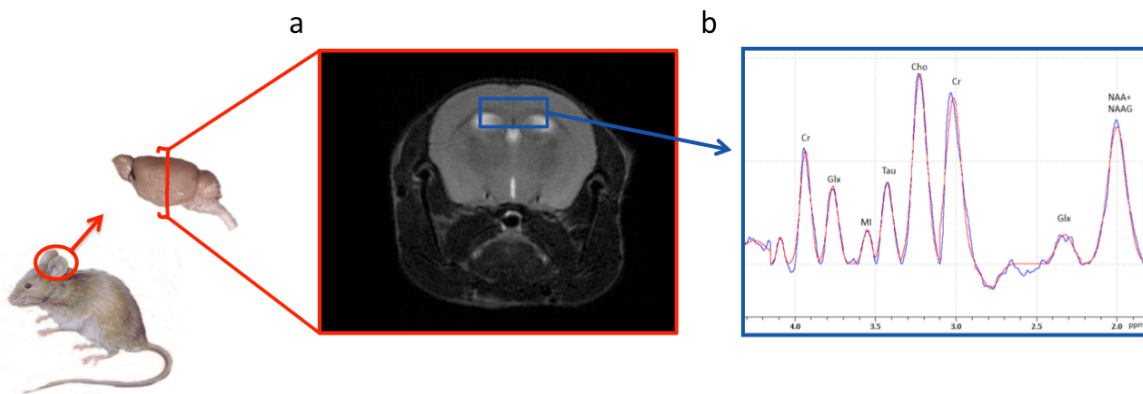 a
b
Cho
Cr
NAA+
NAAG
Cr
Glx
Tau
MI
Glx
4.0 3.5 3.0 2.5 2.0 ppm